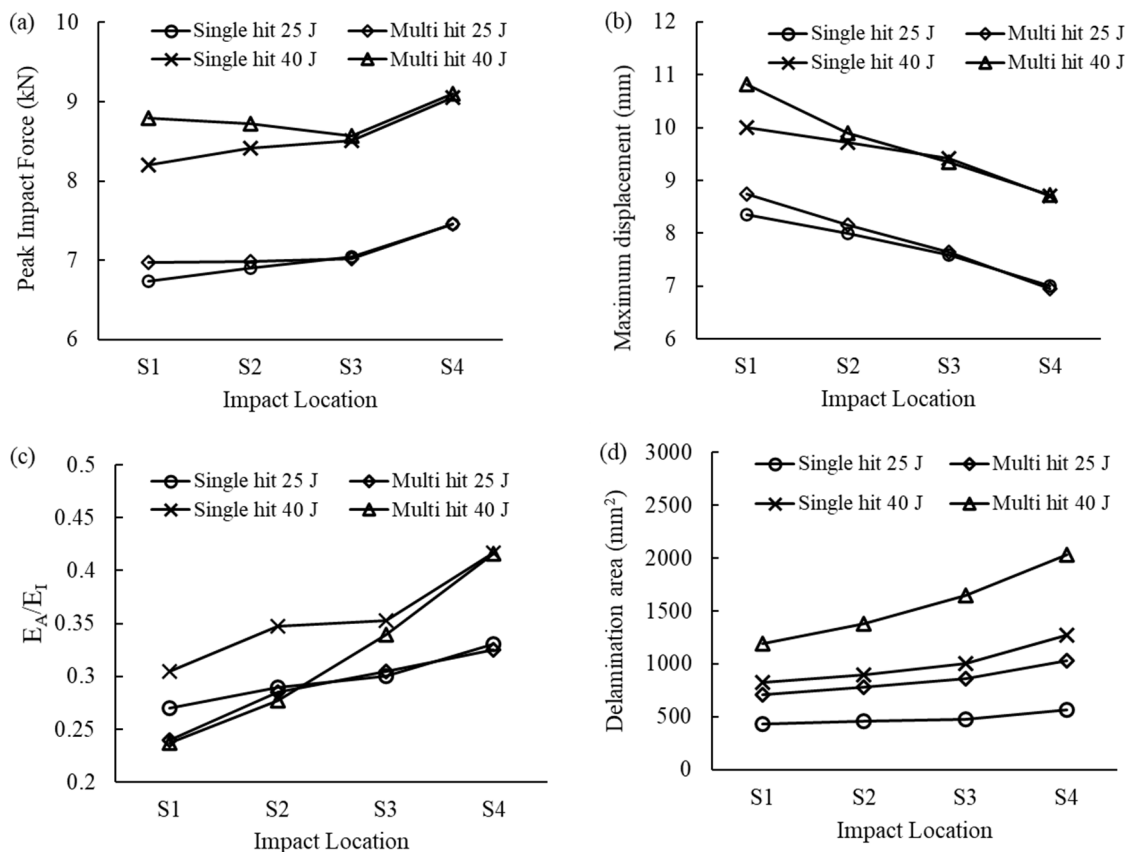 (a)
Single hit 25 J
Multi hit 25 J
Single hit 40 J
Multi hit 40 J
Peak Impact Force (kN)
10
9
8
7
6
S1 S2 S3 S4
Impact Location
(b)
Single hit 25 J
Multi hit 25 J
Single hit 40 J
Multi hit 40 J
Maximum displacement (mm)
12
11
10
9
8
7
6
S1 S2 S3 S4
Impact Location
(c)
Single hit 25 J
Multi hit 25 J
Single hit 40 J
Multi hit 40 J
E_A/E_I
0.5
0.45
0.4
0.35
0.3
0.25
0.2
S1 S2 S3 S4
Impact Location
(d)
Single hit 25 J
Multi hit 25 J
Single hit 40 J
Multi hit 40 J
Delamination area (mm²)
3000
2500
2000
1500
1000
500
0
S1 S2 S3 S4
Impact Location